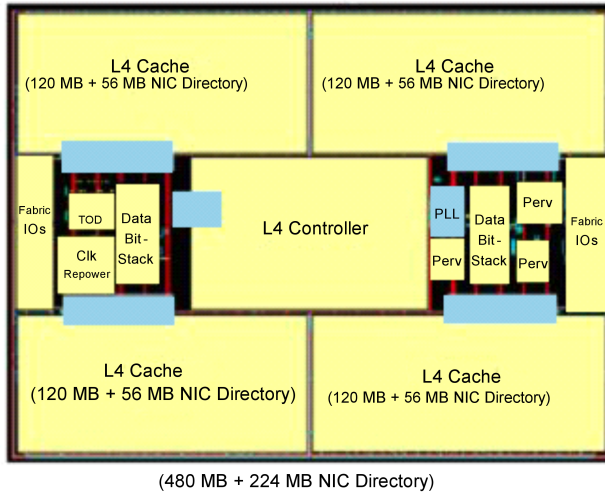 L4 Cache
(120 MB + 56 MB NIC Directory)
L4 Cache
(120 MB + 56 MB NIC Directory)
Fabric
IOs
TOD
Clk
Repower
Data
Bit-
Stack
L4 Controller
PLL
Perv
Data
Bit-
Stack
Perv
Perv
Fabric
IOs
L4 Cache
(120 MB + 56 MB NIC Directory)
L4 Cache
(120 MB + 56 MB NIC Directory)
(480 MB + 224 MB NIC Directory)